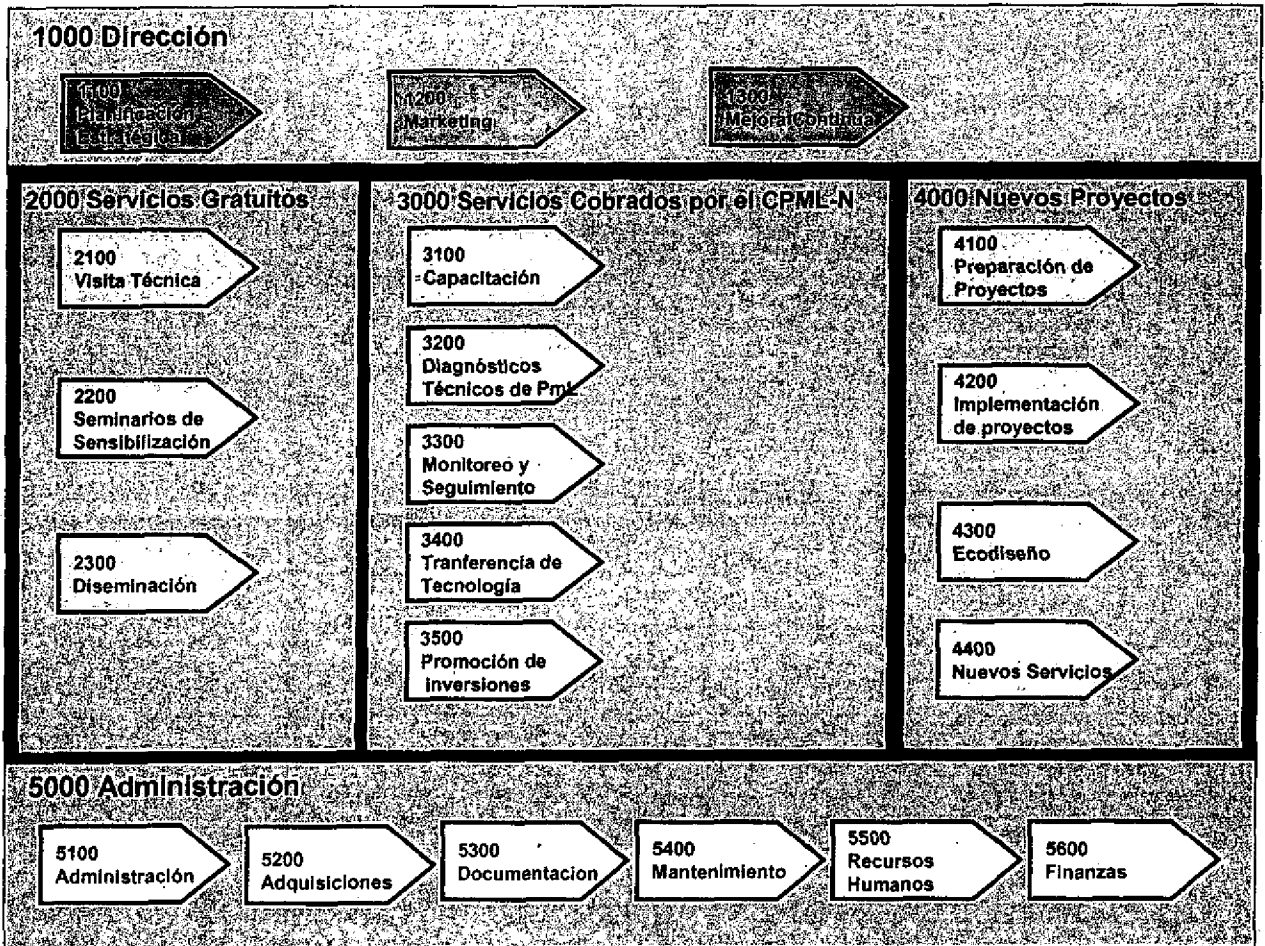 1000 Dirección
1100
Planificación
Estratégica
1200
Marketing
1300
Mejora Continua
2000 Servicios Gratuitos
2100
Visita Técnica
2200
Seminarios de
Sensibilización
2300
Diseminación
3000 Servicios Cobrados por el CPML-N
3100
Capacitación
3200
Diagnósticos
Técnicos de PmL
3300
Monitoreo y
Seguimiento
3400
Tranferencia de
Tecnología
3500
Promoción de
inversiones
4000 Nuevos Proyectos
4100
Preparación de
Proyectos
4200
Implementación
de proyectos
4300
Ecodiseño
4400
Nuevos Servicios
5000 Administración
5100
Administración
5200
Adquisiciones
5300
Documentacion
5400
Mantenimiento
5500
Recursos
Humanos
5600
Finanzas